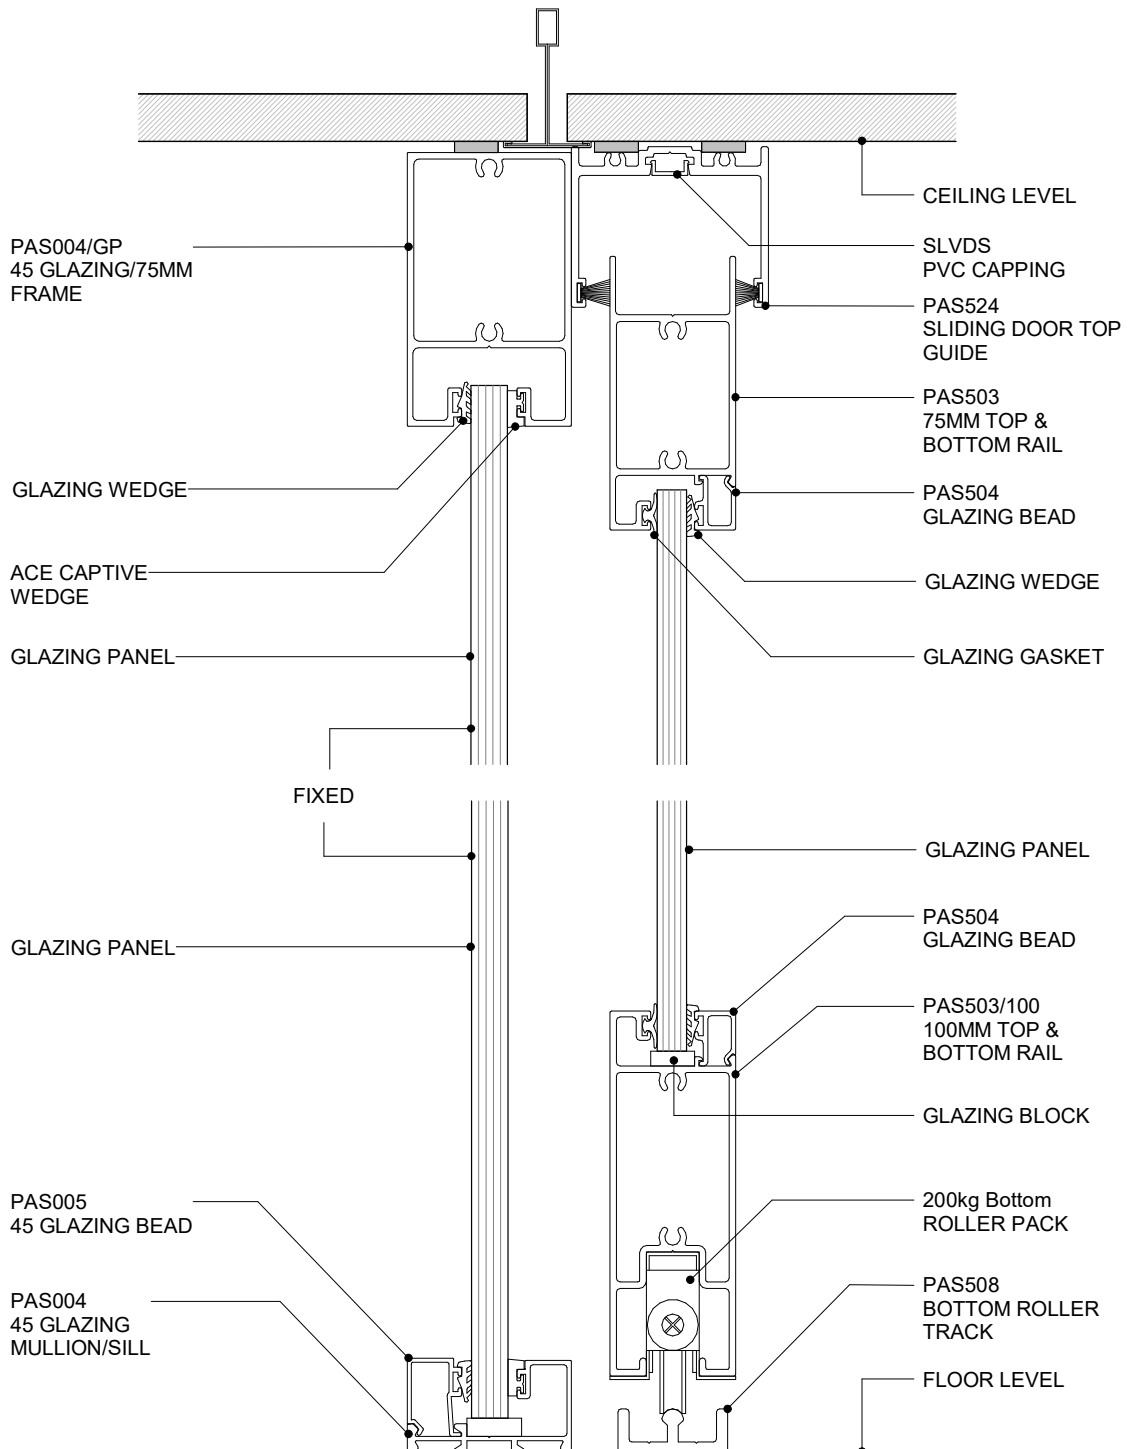 PAS004/GP
45 GLAZING/75MM
FRAME
GLAZING WEDGE
ACE CAPTIVE
WEDGE
GLAZING PANEL
FIXED
GLAZING PANEL
PAS005
45 GLAZING BEAD
PAS004
45 GLAZING
MULLION/SILL
CEILING LEVEL
SLVDS
PVC CAPPING
PAS524
SLIDING DOOR TOP
GUIDE
PAS503
75MM TOP &
BOTTOM RAIL
PAS504
GLAZING BEAD
GLAZING WEDGE
GLAZING GASKET
GLAZING PANEL
PAS504
GLAZING BEAD
PAS503/100
100MM TOP &
BOTTOM RAIL
GLAZING BLOCK
200kg Bottom
ROLLER PACK
PAS508
BOTTOM ROLLER
TRACK
FLOOR LEVEL